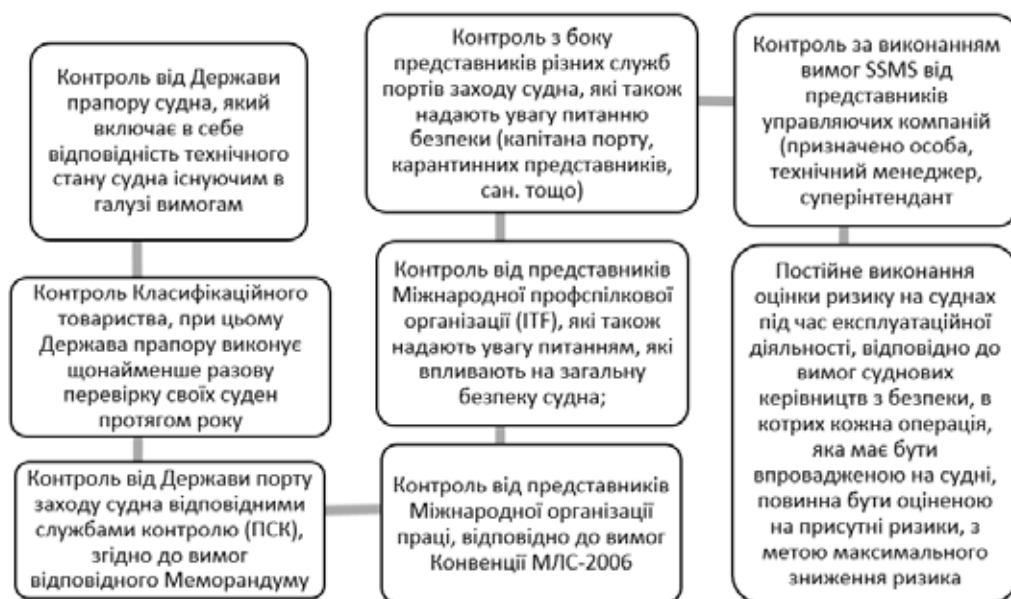 Контроль від Держави
прапору судна, який
включає в себе
відповідність технічного
стану судна існуючим в
галузі вимогам
Контроль Класифікаційного
товариства, при цьому
Держава прапору виконує
щонайменше разову
перевірку своїх суден
протягом року
Контроль від Держави порту
заходу судна відповідними
службами контролю (ПСК),
згідно до вимог
відповідного Меморандуму
Контроль від представників
Міжнародної організації
праці, відповідно до вимог
Конвенції МЛС-2006
Контроль від представників
Міжнародної профспілкової
організації (ITF), які також
надають увагу питанням, які
впливають на загальну
безпеку судна;
Контроль з боку
представників різних служб
портів заходу судна, які також
надають увагу питанню
безпеки (капітана порту,
карантинних представників,
сан. тощо)
Контроль за виконанням
вимог SSMS від
представників
управляючих компаній
(призначено особа,
технічний менеджер,
суперінтендант
Постійне виконання
оцінки ризику на суднах
під час експлуатаційної
діяльності, відповідно до
вимог суднових
керівництв з безпеки, в
котрих кожна операція,
яка має бути
впровадженою на судні,
повинна бути оціненою
на присутні ризики, з
метою максимального
зниження ризика